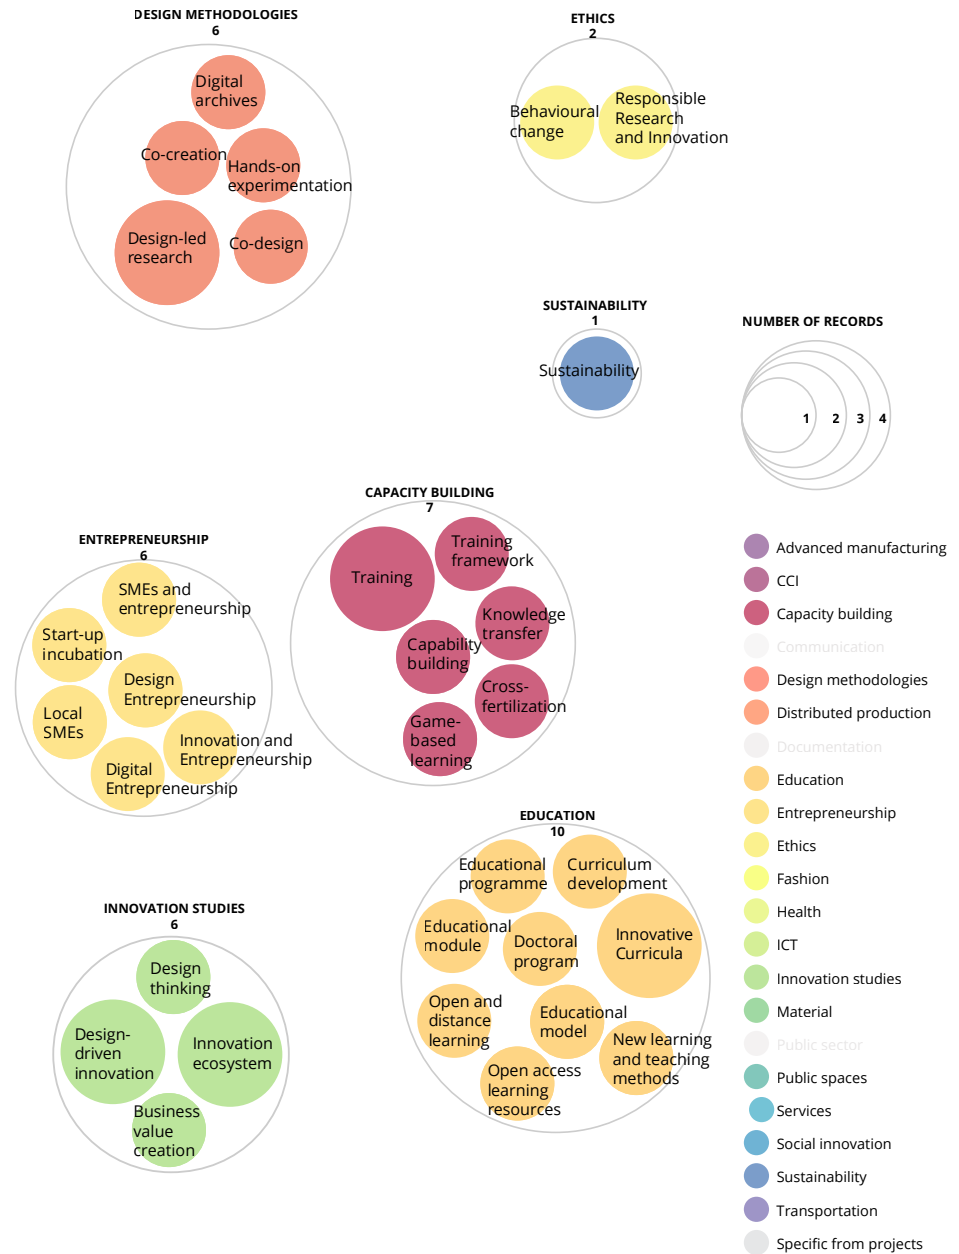 DESIGN METHODOLOGIES
6
Digital
archives
Co-creation
Hands-on
experimentation
Design-led
research
Co-design
ETHICS
2
Behavioural
change
Responsible
Research
and Innovation
SUSTAINABILITY
1
Sustainability
NUMBER OF RECORDS
1 2 3 4
CAPACITY BUILDING
7
Training
Training
framework
Knowledge
transfer
Capability
building
Cross-
fertilization
Game-
based
learning
ENTREPRENEURSHIP
6
SMEs and
entrepreneurship
Start-up
incubation
Design
Entrepreneurship
Local
SMEs
Innovation and
Entrepreneurship
Digital
Entrepreneurship
EDUCATION
10
Educational
programme
Curriculum
development
Educational
module
Doctoral
program
Innovative
Curricula
Open and
distance
learning
Educational
model
New learning
and teaching
methods
Open access
learning
resources
INNOVATION STUDIES
6
Design
thinking
Design-
driven
innovation
Innovation
ecosystem
Business
value
creation
Advanced manufacturing
CCI
Capacity building
Communication
Design methodologies
Distributed production
Documentation
Education
Entrepreneurship
Ethics
Fashion
Health
ICT
Innovation studies
Material
Public sector
Public spaces
Services
Social innovation
Sustainability
Transportation
Specific from projects